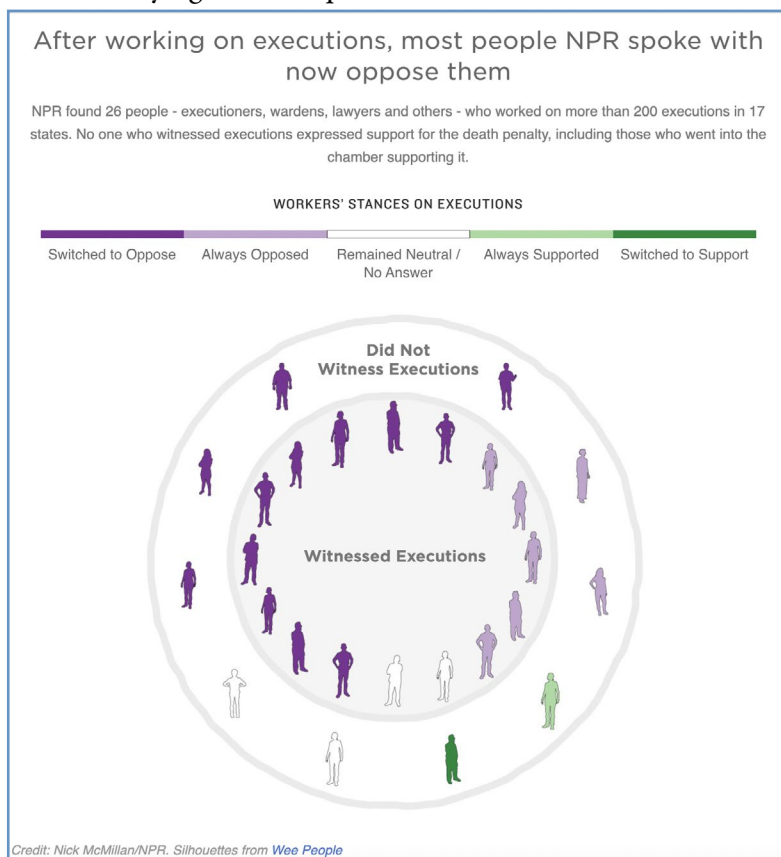 After working on executions, most people NPR spoke with
now oppose them
NPR found 26 people - executioners, wardens, lawyers and others - who worked on more than 200 executions in 17
states. No one who witnessed executions expressed support for the death penalty, including those who went into the
chamber supporting it.
WORKERS' STANCES ON EXECUTIONS
Switched to Oppose
Always Opposed
Remained Neutral /
No Answer
Always Supported
Switched to Support
Did Not
Witness Executions
Witnessed Executions
Credit: Nick McMillan/NPR. Silhouettes from Wee People